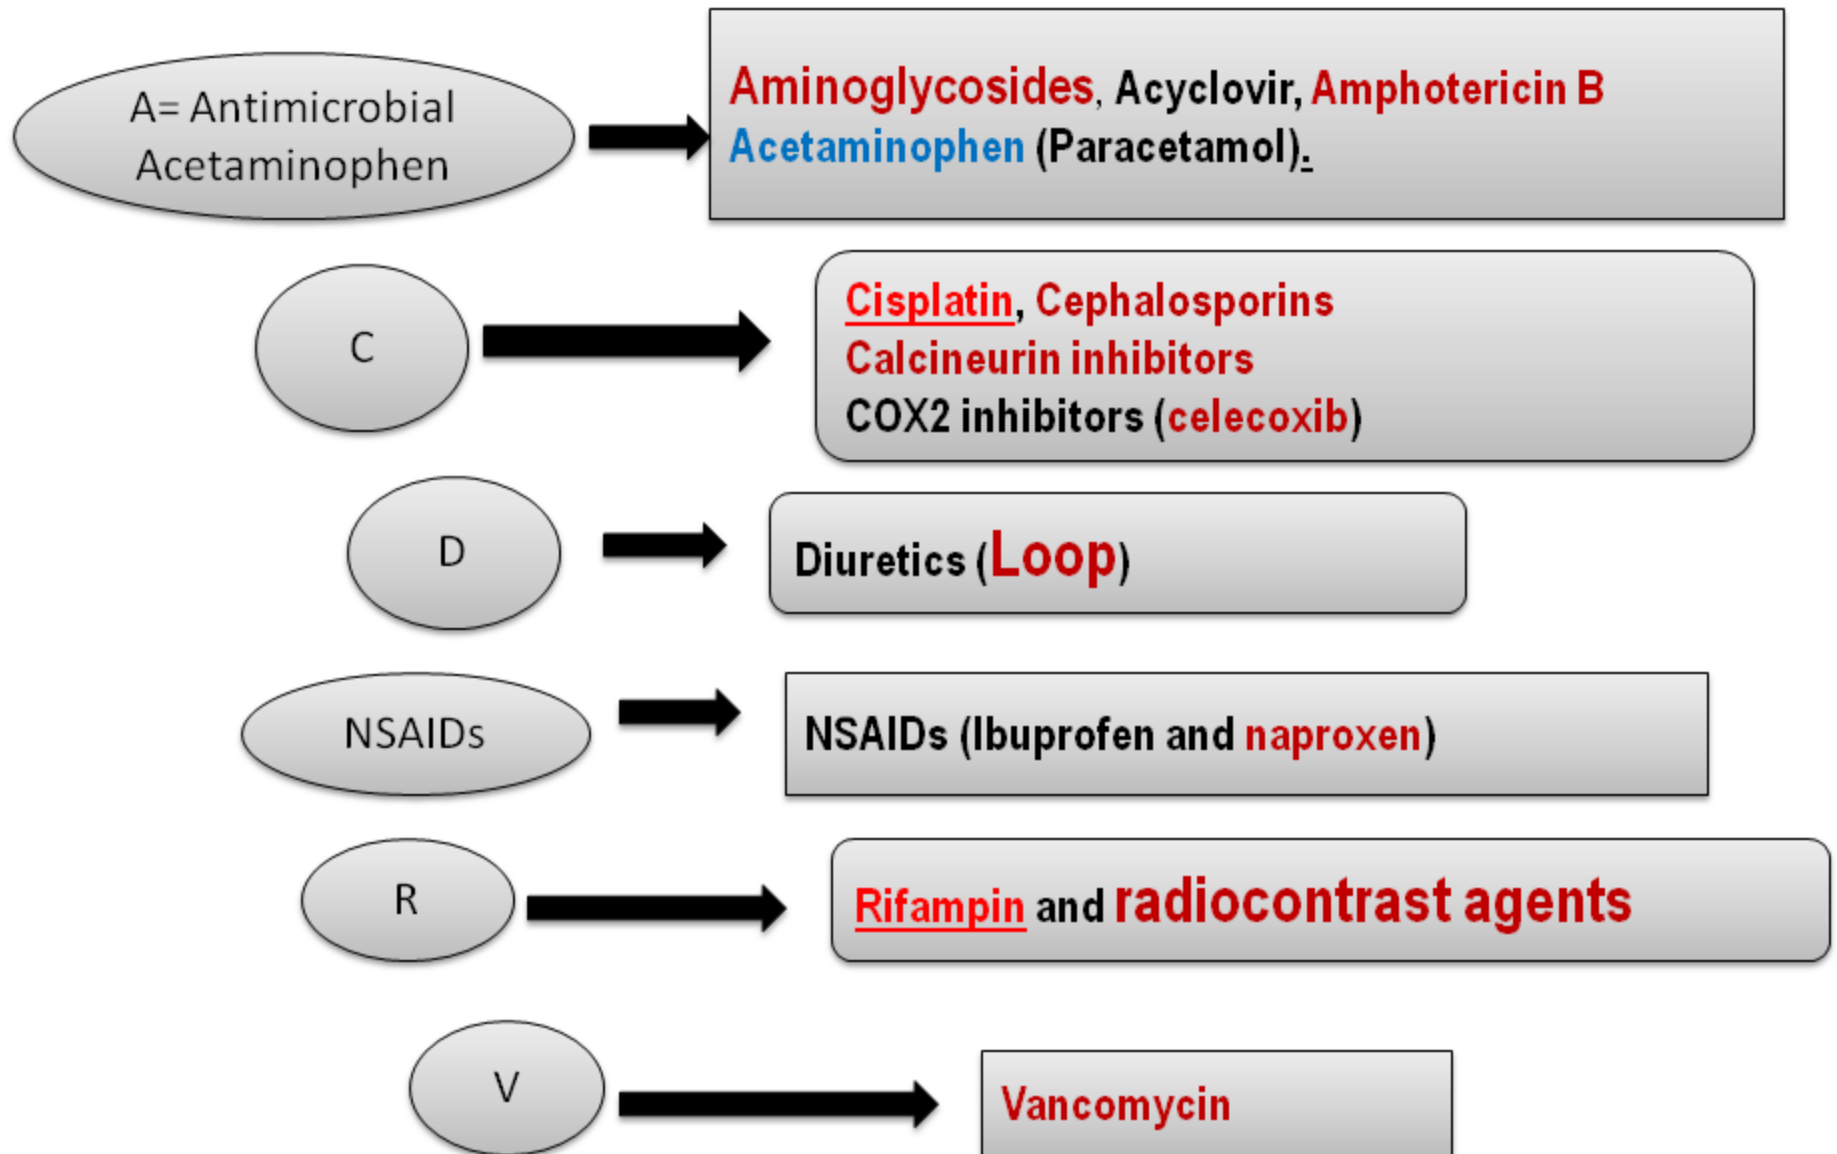 A= Antimicrobial
Acetaminophen
Aminoglycosides, Acyclovir, Amphotericin B
Acetaminophen (Paracetamol).
C
Cisplatin, Cephalosporins
Calcineurin inhibitors
COX2 inhibitors (celecoxib)
D
Diuretics (Loop)
NSAIDs
NSAIDs (Ibuprofen and naproxen)
R
Rifampin and radiocontrast agents
V
Vancomycin